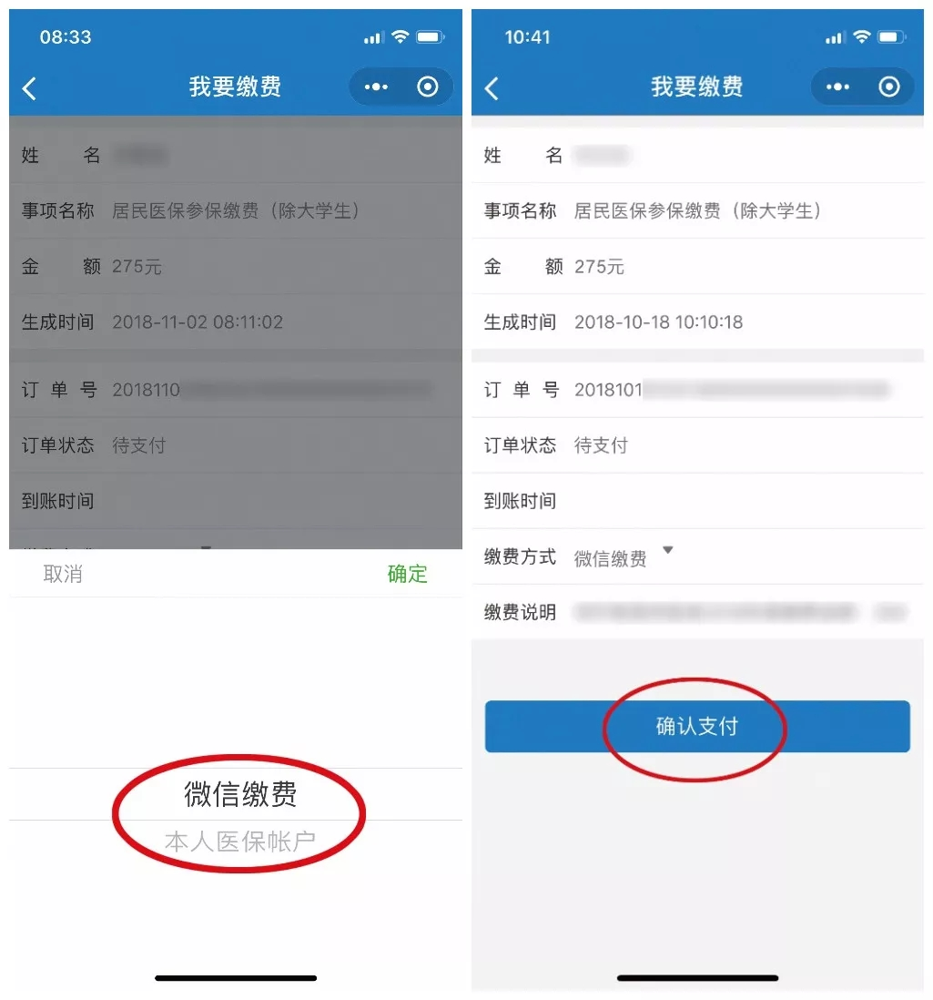 08:33
我要缴费
姓 名
事项名称 居民医保参保缴费（除大学生）
金 额 275元
生成时间 2018-11-02 08:11:02
订 单 号 2018110
订单状态 待支付
到账时间
取消 确定
微信缴费
本人医保帐户
10:41
我要缴费
姓 名
事项名称 居民医保参保缴费（除大学生）
金 额 275元
生成时间 2018-10-18 10:10:18
订 单 号 2018101
订单状态 待支付
到账时间
缴费方式 微信缴费
缴费说明
确认支付